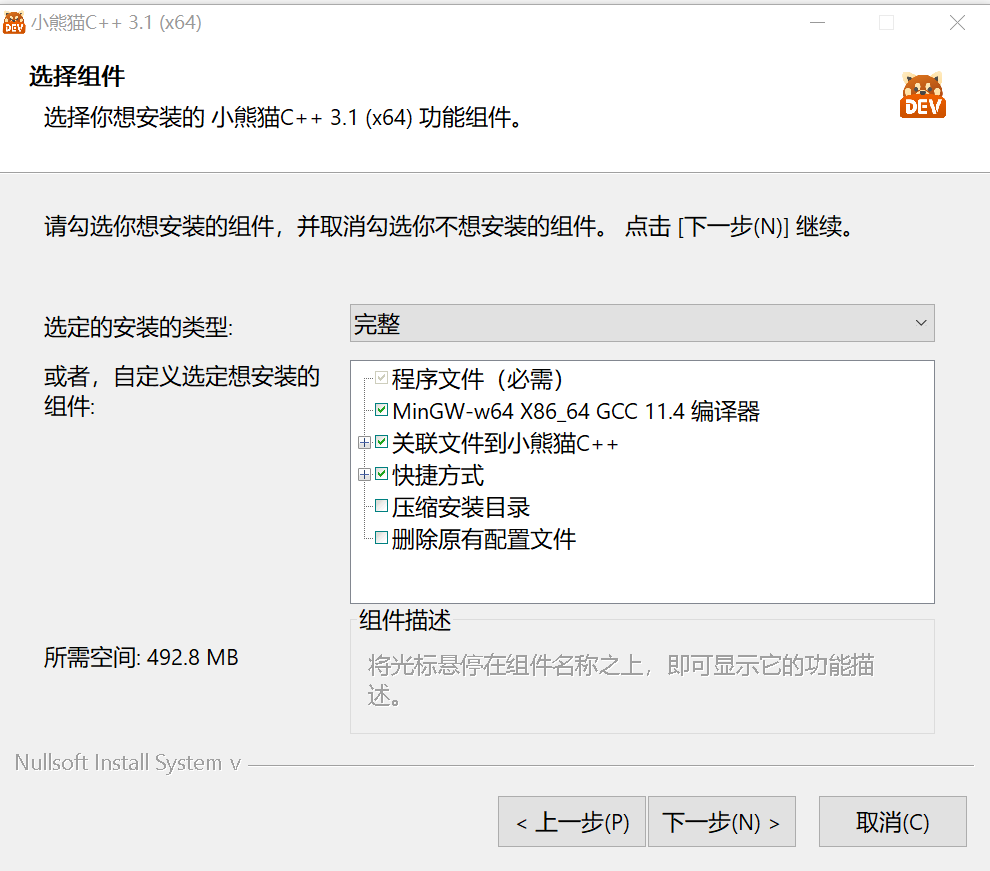 DEV 小熊猫C++ 3.1 (x64)
选择组件
选择你想安装的 小熊猫C++ 3.1 (x64) 功能组件。
DEV
请勾选你想安装的组件，并取消勾选你不想安装的组件。 点击 [下一步(N)] 继续。
选定的安装的类型:
完整
或者，自定义选定想安装的
组件:
程序文件（必需）
MinGW-w64 X86_64 GCC 11.4 编译器
关联文件到小熊猫C++
快捷方式
压缩安装目录
删除原有配置文件
所需空间: 492.8 MB
组件描述
将光标悬停在组件名称之上，即可显示它的功能描
述。
Nullsoft Install System v
< 上一步(P)
下一步(N) >
取消(C)